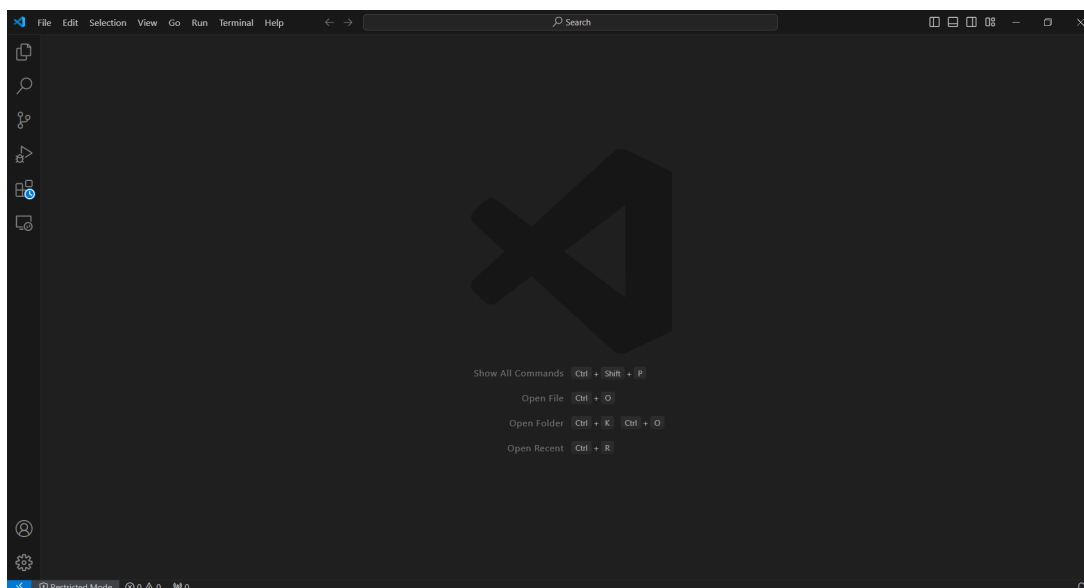 File Edit Selection View Go Run Terminal Help Search
Show All Commands Ctrl + Shift + P
Open File Ctrl + O
Open Folder Ctrl + K Ctrl + O
Open Recent Ctrl + R
Restricted Mode 0 0 0